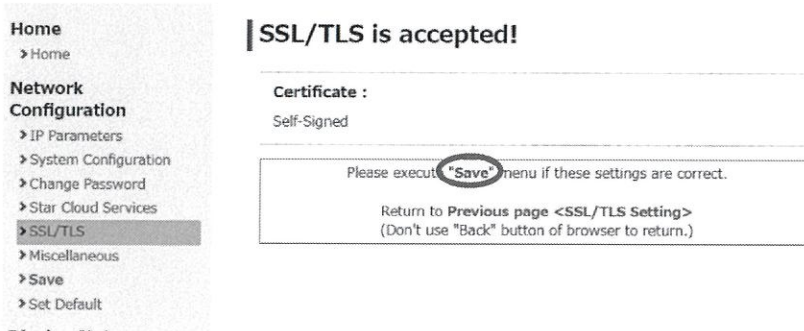 Home
> Home
Network
Configuration
> IP Parameters
> System Configuration
> Change Password
> Star Cloud Services
> SSL/TLS
> Miscellaneous
> Save
> Set Default
SSL/TLS is accepted!
Certificate :
Self-Signed
Please execute "Save" menu if these settings are correct.
Return to Previous page <SSL/TLS Setting>
(Don't use "Back" button of browser to return.)